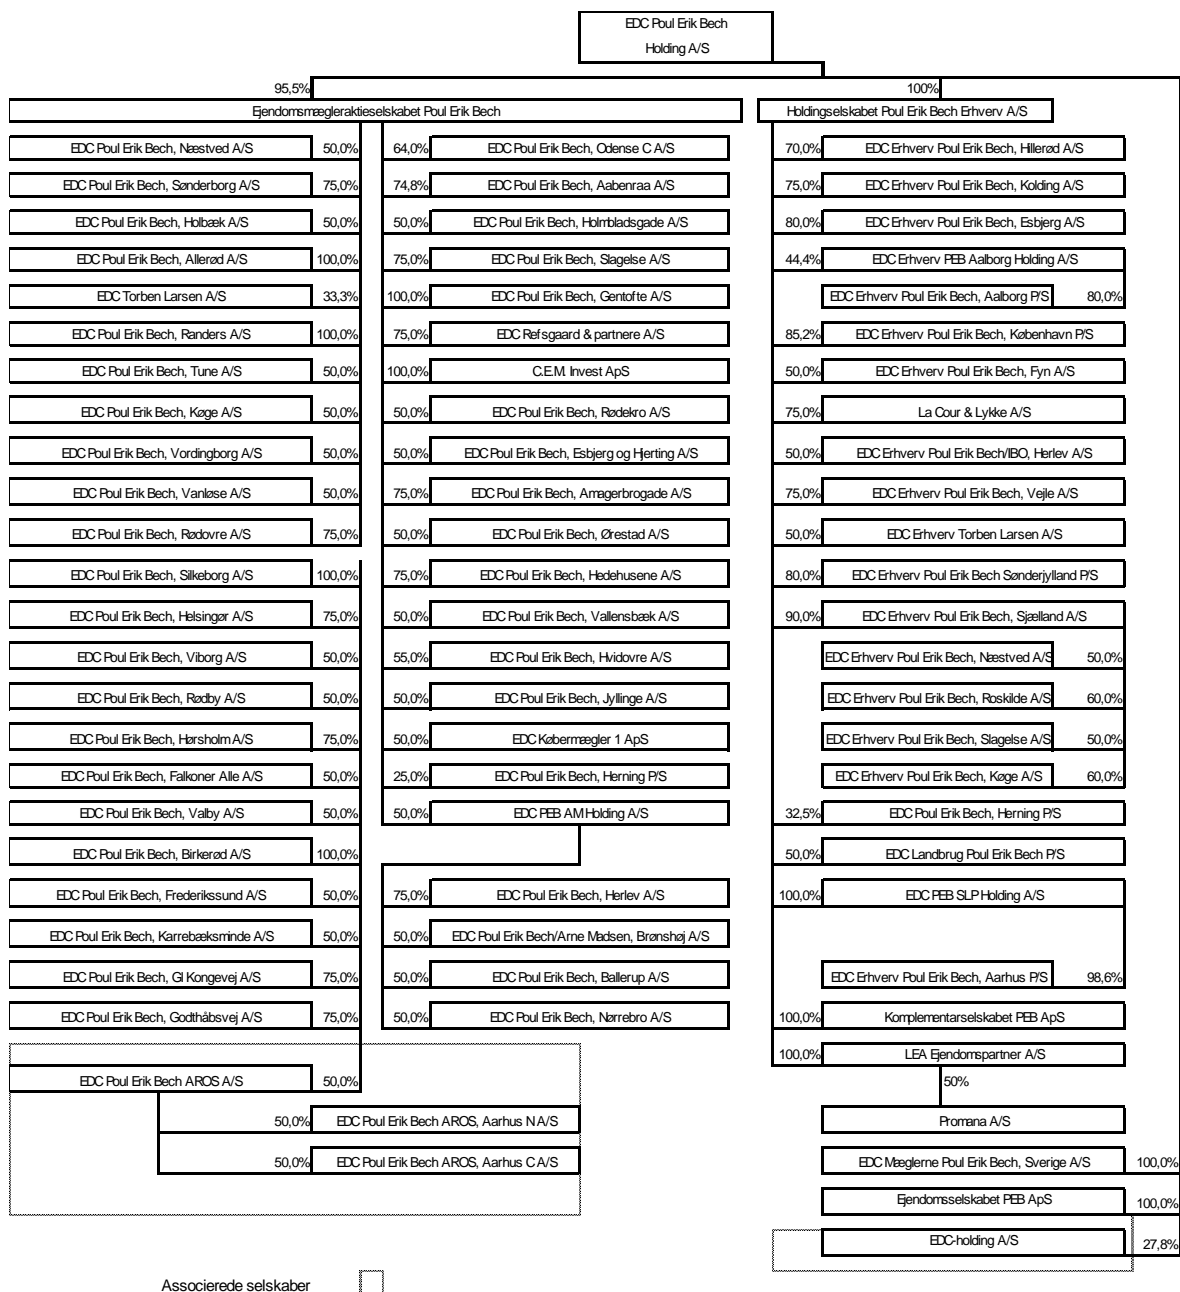 EDC Poul Erik Bech
Holding A/S
95,5%
100%
Ejendomsmægleraktieselskabet Poul Erik Bech
Holdingselskabet Poul Erik Bech Erhverv A/S
EDC Poul Erik Bech, Næstved A/S 50,0% 64,0% EDC Poul Erik Bech, Odense C A/S 70,0% EDC Erhverv Poul Erik Bech, Hillerød A/S
EDC Poul Erik Bech, Sønderborg A/S 75,0% 74,8% EDC Poul Erik Bech, Aabenraa A/S 75,0% EDC Erhverv Poul Erik Bech, Kolding A/S
EDC Poul Erik Bech, Holbæk A/S 50,0% 50,0% EDC Poul Erik Bech, Holmbladsgade A/S 80,0% EDC Erhverv Poul Erik Bech, Esbjerg A/S
EDC Poul Erik Bech, Allerød A/S 100,0% 75,0% EDC Poul Erik Bech, Slagelse A/S 44,4% EDC Erhverv PEB Aalborg Holding A/S
EDC Torben Larsen A/S 33,3% 100,0% EDC Poul Erik Bech, Gentofte A/S EDC Erhverv Poul Erik Bech, Aalborg P/S 80,0%
EDC Poul Erik Bech, Randers A/S 100,0% 75,0% EDC Refsgaard & partnere A/S 85,2% EDC Erhverv Poul Erik Bech, København P/S
EDC Poul Erik Bech, Tune A/S 50,0% 100,0% C.E.M. Invest ApS 50,0% EDC Erhverv Poul Erik Bech, Fyn A/S
EDC Poul Erik Bech, Køge A/S 50,0% 50,0% EDC Poul Erik Bech, Rødekro A/S 75,0% La Cour & Lykke A/S
EDC Poul Erik Bech, Vordingborg A/S 50,0% 50,0% EDC Poul Erik Bech, Esbjerg og Hjerting A/S 50,0% EDC Erhverv Poul Erik Bech/IBO, Herlev A/S
EDC Poul Erik Bech, Vanløse A/S 50,0% 75,0% EDC Poul Erik Bech, Amagerbrogade A/S 75,0% EDC Erhverv Poul Erik Bech, Vejle A/S
EDC Poul Erik Bech, Rødovre A/S 75,0% 50,0% EDC Poul Erik Bech, Ørestad A/S 50,0% EDC Erhverv Torben Larsen A/S
EDC Poul Erik Bech, Silkeborg A/S 100,0% 75,0% EDC Poul Erik Bech, Hedehusene A/S 80,0% EDC Erhverv Poul Erik Bech Sønderjylland P/S
EDC Poul Erik Bech, Helsingør A/S 75,0% 50,0% EDC Poul Erik Bech, Vallensbæk A/S 90,0% EDC Erhverv Poul Erik Bech, Sjælland A/S
EDC Poul Erik Bech, Viborg A/S 50,0% 55,0% EDC Poul Erik Bech, Hvidovre A/S EDC Erhverv Poul Erik Bech, Næstved A/S 50,0%
EDC Poul Erik Bech, Rødby A/S 50,0% 50,0% EDC Poul Erik Bech, Jyllinge A/S EDC Erhverv Poul Erik Bech, Roskilde A/S 60,0%
EDC Poul Erik Bech, Hørsholm A/S 75,0% 50,0% EDC Købermægler 1 ApS EDC Erhverv Poul Erik Bech, Slagelse A/S 50,0%
EDC Poul Erik Bech, Falkoner Alle A/S 50,0% 25,0% EDC Poul Erik Bech, Herning P/S EDC Erhverv Poul Erik Bech, Køge A/S 60,0%
EDC Poul Erik Bech, Valby A/S 50,0% 50,0% EDC PEB AM Holding A/S 32,5% EDC Poul Erik Bech, Herning P/S
EDC Poul Erik Bech, Birkerød A/S 100,0% 50,0% EDC Landbrug Poul Erik Bech P/S
EDC Poul Erik Bech, Frederikssund A/S 50,0% 75,0% EDC Poul Erik Bech, Herlev A/S 100,0% EDC PEB SLP Holding A/S
EDC Poul Erik Bech, Karrebæksminde A/S 50,0% 50,0% EDC Poul Erik Bech/Arne Madsen, Brønshøj A/S
EDC Poul Erik Bech, Gl Kongevej A/S 75,0% 50,0% EDC Poul Erik Bech, Ballerup A/S EDC Erhverv Poul Erik Bech, Aarhus P/S 98,6%
EDC Poul Erik Bech, Godthåbsvej A/S 75,0% 50,0% EDC Poul Erik Bech, Nørrebro A/S 100,0% Komplementarselskabet PEB ApS
100,0% LEA Ejendomspartner A/S
EDC Poul Erik Bech AROS A/S 50,0% 50%
50,0% EDC Poul Erik Bech AROS, Aarhus N A/S Promana A/S
50,0% EDC Poul Erik Bech AROS, Aarhus C A/S EDC Mæglerne Poul Erik Bech, Sverige A/S 100,0%
Ejendomsselskabet PEB ApS 100,0%
EDC-holding A/S 27,8%
Associerede selskaber